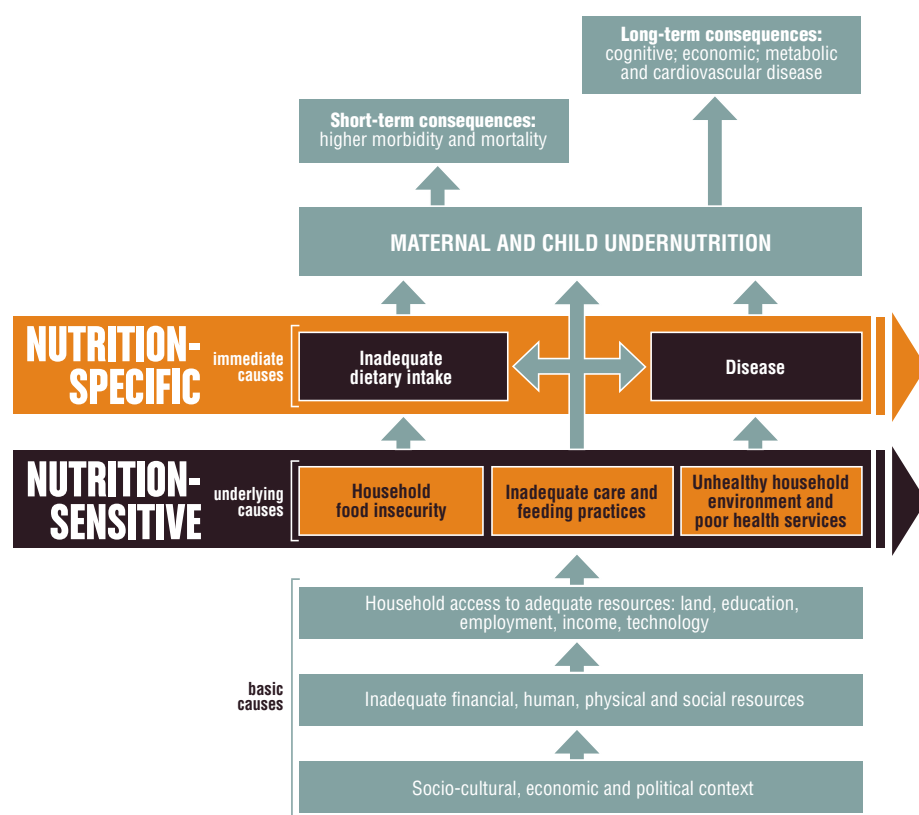 Long-term consequences:
cognitive; economic; metabolic
and cardiovascular disease
Short-term consequences:
higher morbidity and mortality
MATERNAL AND CHILD UNDERNUTRITION
NUTRITION-
SPECIFIC
immediate
causes
Inadequate
dietary intake
Disease
NUTRITION-
SENSITIVE
underlying
causes
Household
food insecurity
Inadequate care and
feeding practices
Unhealthy household
environment and
poor health services
basic
causes
Household access to adequate resources: land, education,
employment, income, technology
Inadequate financial, human, physical and social resources
Socio-cultural, economic and political context